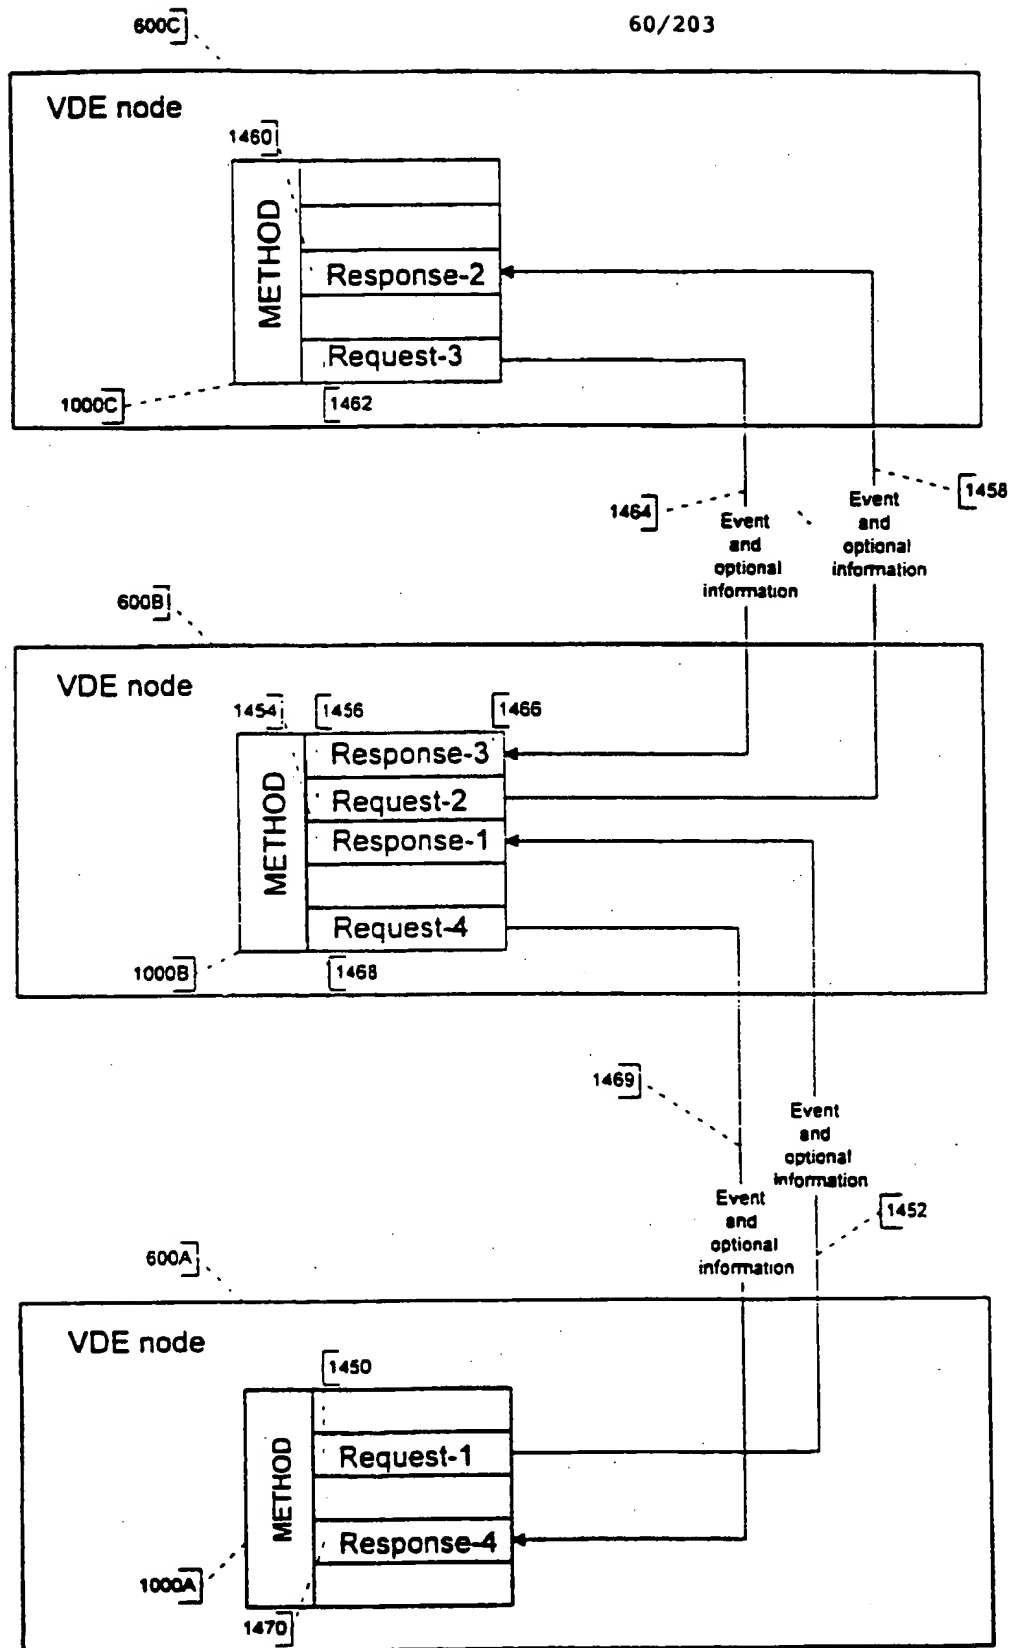 600C
60/203
VDE node
1460
METHOD
Response-2
Request-3
1000C
1462
1464
1458
Event
and
optional
information
Event
and
optional
information
600B
VDE node
1454
1456
1466
METHOD
Response-3
Request-2
Response-1
Request-4
1000B
1468
1469
Event
and
optional
information
Event
and
optional
information
1452
600A
VDE node
1450
METHOD
Request-1
Response-4
1000A
1470